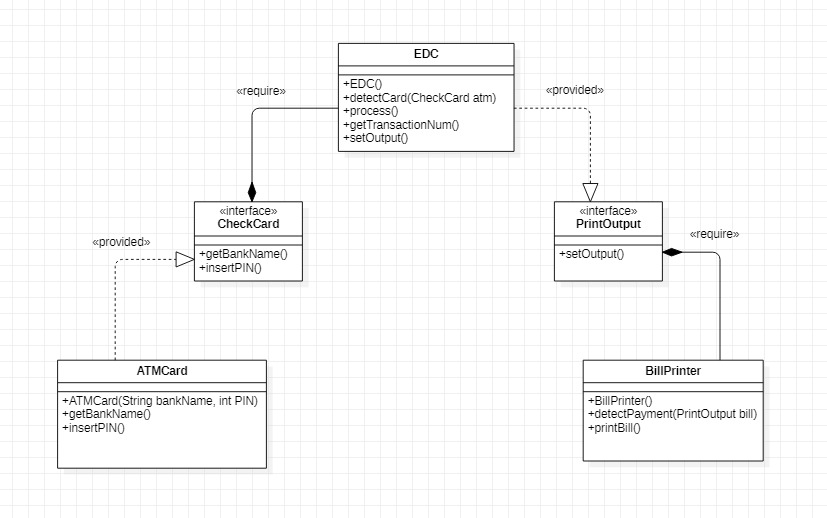 EDC
+EDC()
+detectCard(CheckCard atm)
+process()
+getTransactionNum()
+setOutput()
«require»
«provided»
«interface»
CheckCard
+getBankName()
+insertPIN()
«interface»
PrintOutput
+setOutput()
«provided»
«require»
ATMCard
+ATMCard(String bankName, int PIN)
+getBankName()
+insertPIN()
BillPrinter
+BillPrinter()
+detectPayment(PrintOutput bill)
+printBill()